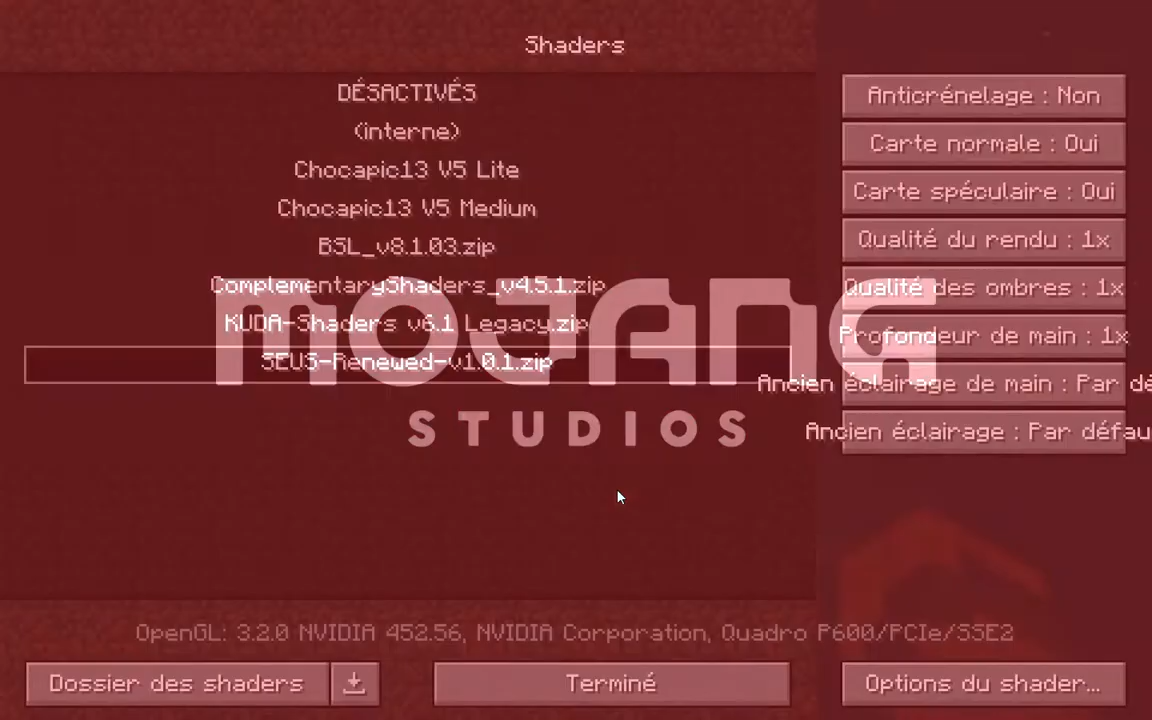 Shaders
DÉSACTIVÉS
(interne)
Chocapic13 V5 Lite
Chocapic13 V5 Medium
BSL_v8.1.03.zip
ComplementaryShaders_v4.5.1.zip
KUDA-Shaders v6.1 Legacy.zip
SEUS-Renewed-v1.0.1.zip
MOJANG
STUDIOS
Anticrénelage : Non
Carte normale : Oui
Carte spéculaire : Oui
Qualité du rendu : 1x
Qualité des ombres : 1x
Profondeur de main : 1x
Ancien éclairage de main : Par dé
Ancien éclairage : Par défau
OpenGL: 3.2.0 NVIDIA 452.56, NVIDIA Corporation, Quadro P600/PCIe/SSE2
Dossier des shaders
Terminé
Options du shader...